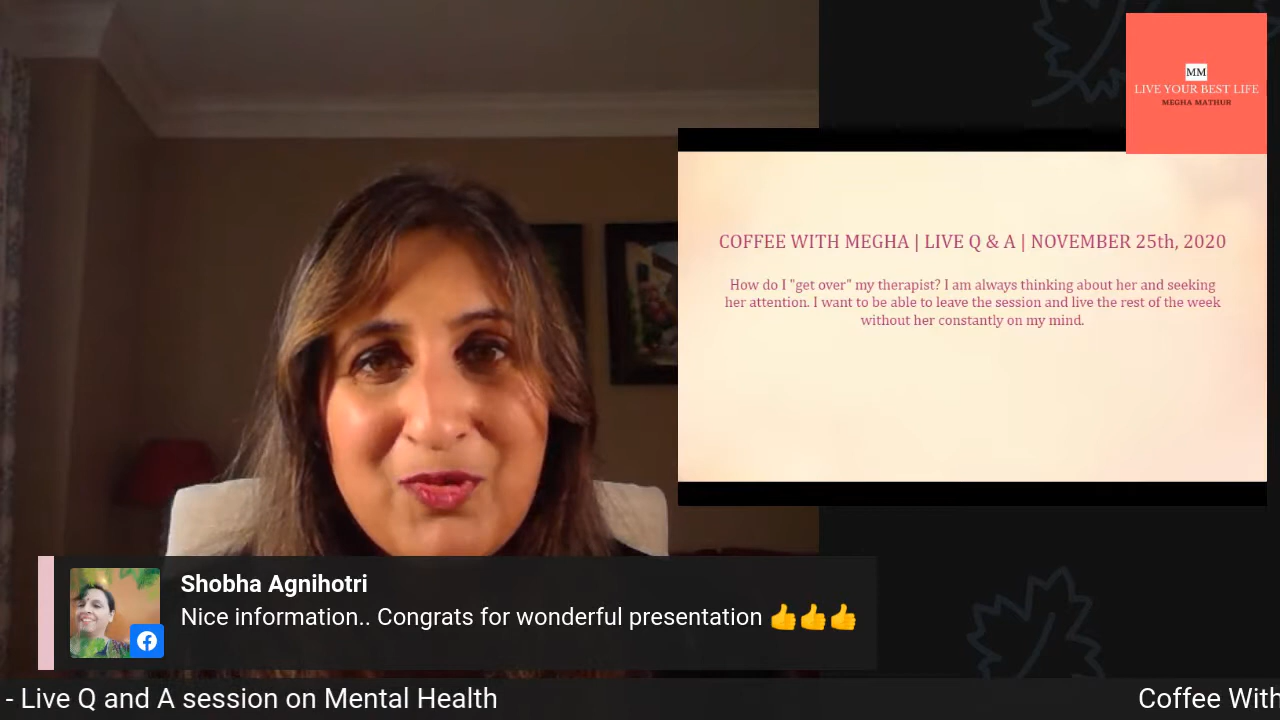 MM
LIVE YOUR BEST LIFE
MEGHA MATHUR
COFFEE WITH MEGHA | LIVE Q & A | NOVEMBER 25th, 2020
How do I "get over" my therapist? I am always thinking about her and seeking
her attention. I want to be able to leave the session and live the rest of the week
without her constantly on my mind.
Shobha Agnihotri
Nice information.. Congrats for wonderful presentation 👍👍👍
- Live Q and A session on Mental Health
Coffee With